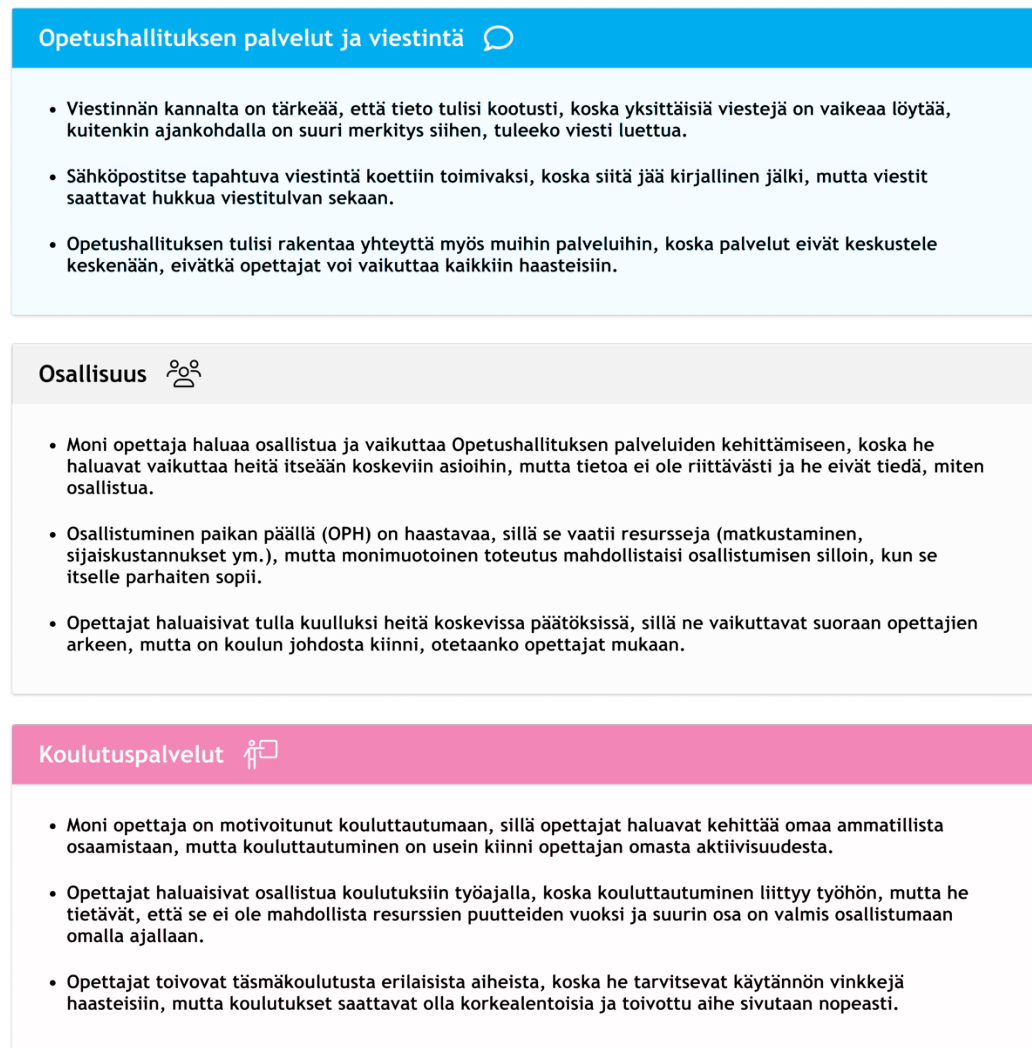 Opetushallituksen palvelut ja viestintä
• Viestinnän kannalta on tärkeää, että tieto tulisi kootusti, koska yksittäisiä viestejä on vaikeaa löytää,
kuitenkin ajankohdalla on suuri merkitys siihen, tuleeko viesti luettua.
• Sähköpostitse tapahtuva viestintä koettiin toimivaksi, koska siitä jää kirjallinen jälki, mutta viestit
saattavat hukkua viestitulvan sekaan.
• Opetushallituksen tulisi rakentaa yhteyttä myös muihin palveluihin, koska palvelut eivät keskustele
keskenään, eivätkä opettajat voi vaikuttaa kaikkiin haasteisiin.
Osallisuus
• Moni opettaja haluaa osallistua ja vaikuttaa Opetushallituksen palveluiden kehittämiseen, koska he
haluavat vaikuttaa heitä itseään koskeviin asioihin, mutta tietoa ei ole riittävästi ja he eivät tiedä, miten
osallistua.
• Osallistuminen paikan päällä (OPH) on haastavaa, sillä se vaatii resursseja (matkustaminen,
sijaiskustannukset ym.), mutta monimuotoinen toteutus mahdollistaisi osallistumisen silloin, kun se
itselle parhaiten sopii.
• Opettajat haluaisivat tulla kuulluksi heitä koskevissa päätöksissä, sillä ne vaikuttavat suoraan opettajien
arkeen, mutta on koulun johdosta kiinni, otetaanko opettajat mukaan.
Koulutuspalvelut
• Moni opettaja on motivoitunut kouluttautumaan, sillä opettajat haluavat kehittää omaa ammatillista
osaamistaan, mutta kouluttautuminen on usein kiinni opettajan omasta aktiivisuudesta.
• Opettajat haluaisivat osallistua koulutuksiin työajalla, koska kouluttautuminen liittyy työhön, mutta he
tietävät, että se ei ole mahdollista resurssien puutteiden vuoksi ja suurin osa on valmis osallistumaan
omalla ajallaan.
• Opettajat toivovat täsmäkoulutusta erilaisista aiheista, koska he tarvitsevat käytännön vinkkejä
haasteisiin, mutta koulutukset saattavat olla korkealentoisia ja toivottu aihe sivutaan nopeasti.